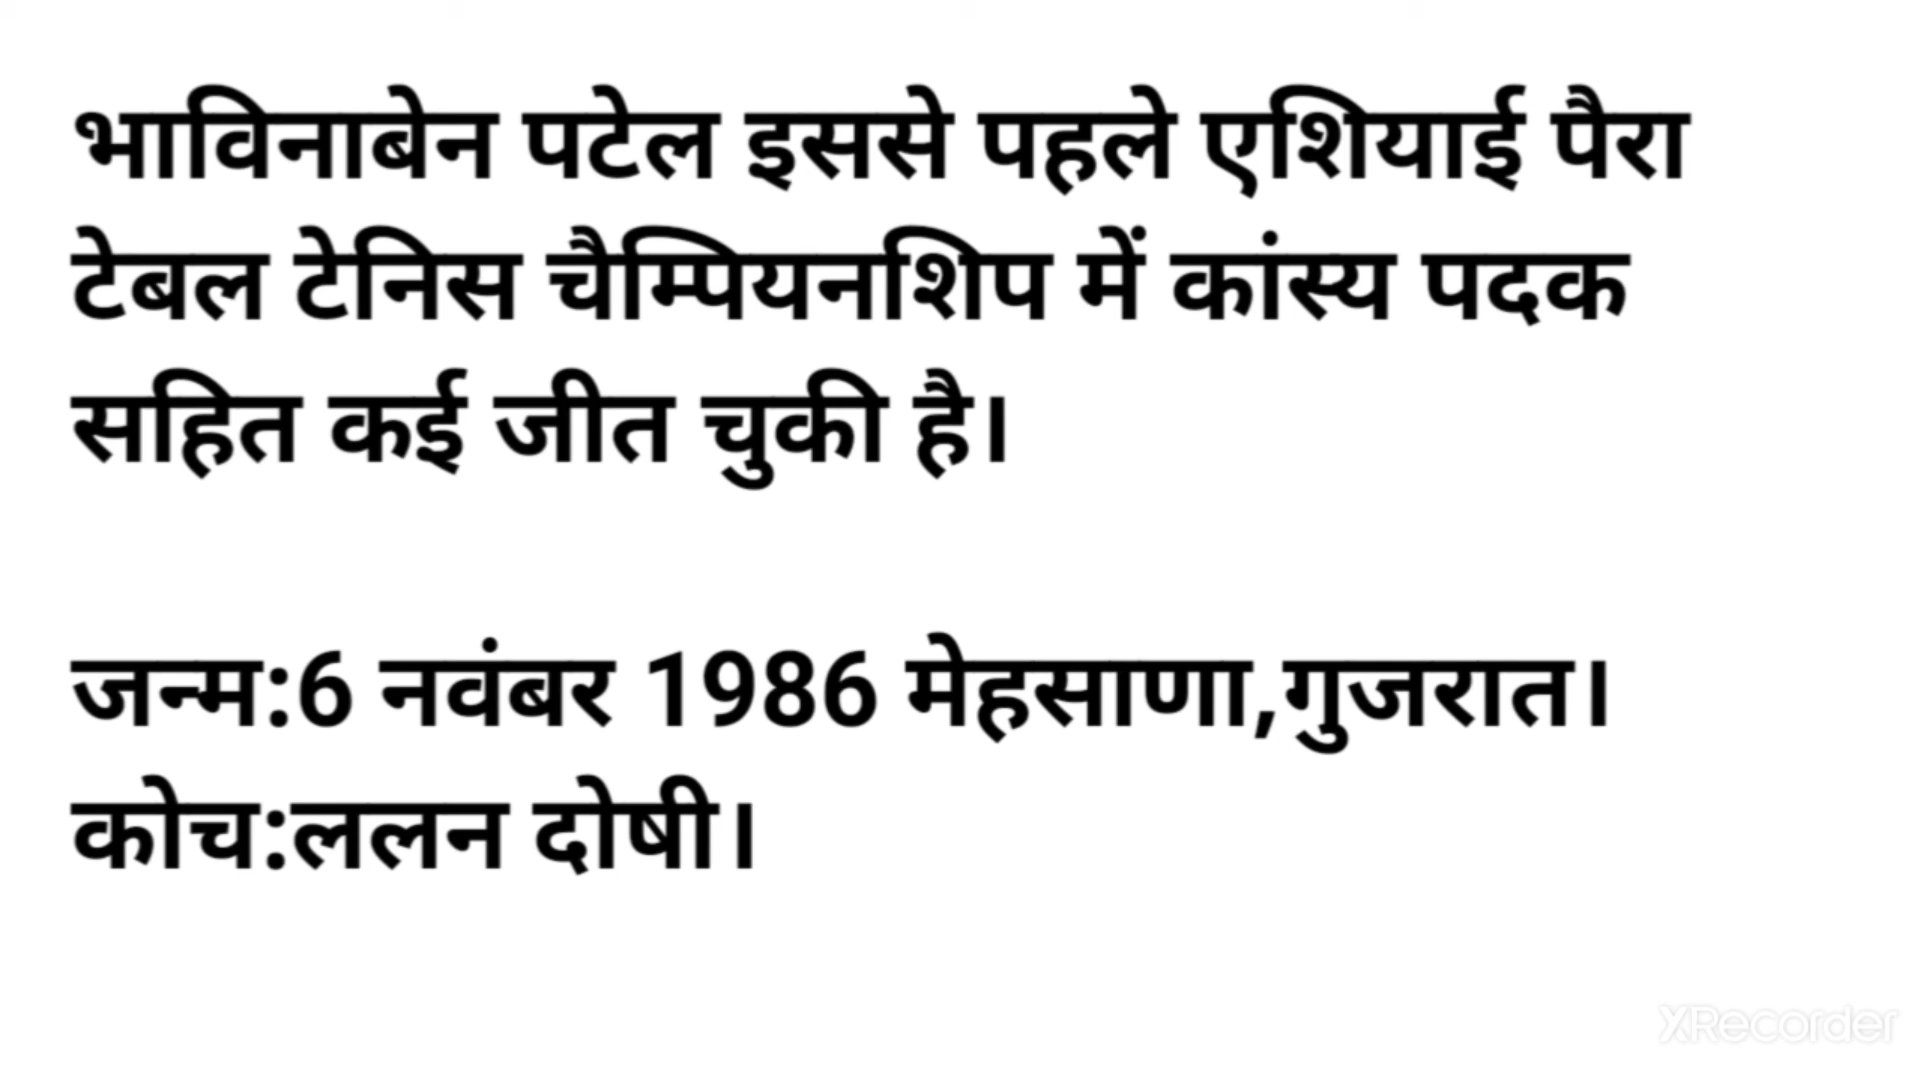 भाविनाबेन पटेल इससे पहले एशियाई पैरा
टेबल टेनिस चैम्पियनशिप में कांस्य पदक
सहित कई जीत चुकी है।
जन्म:6 नवंबर 1986 मेहसाणा,गुजरात।
कोच:ललन दोषी।
XRecorder